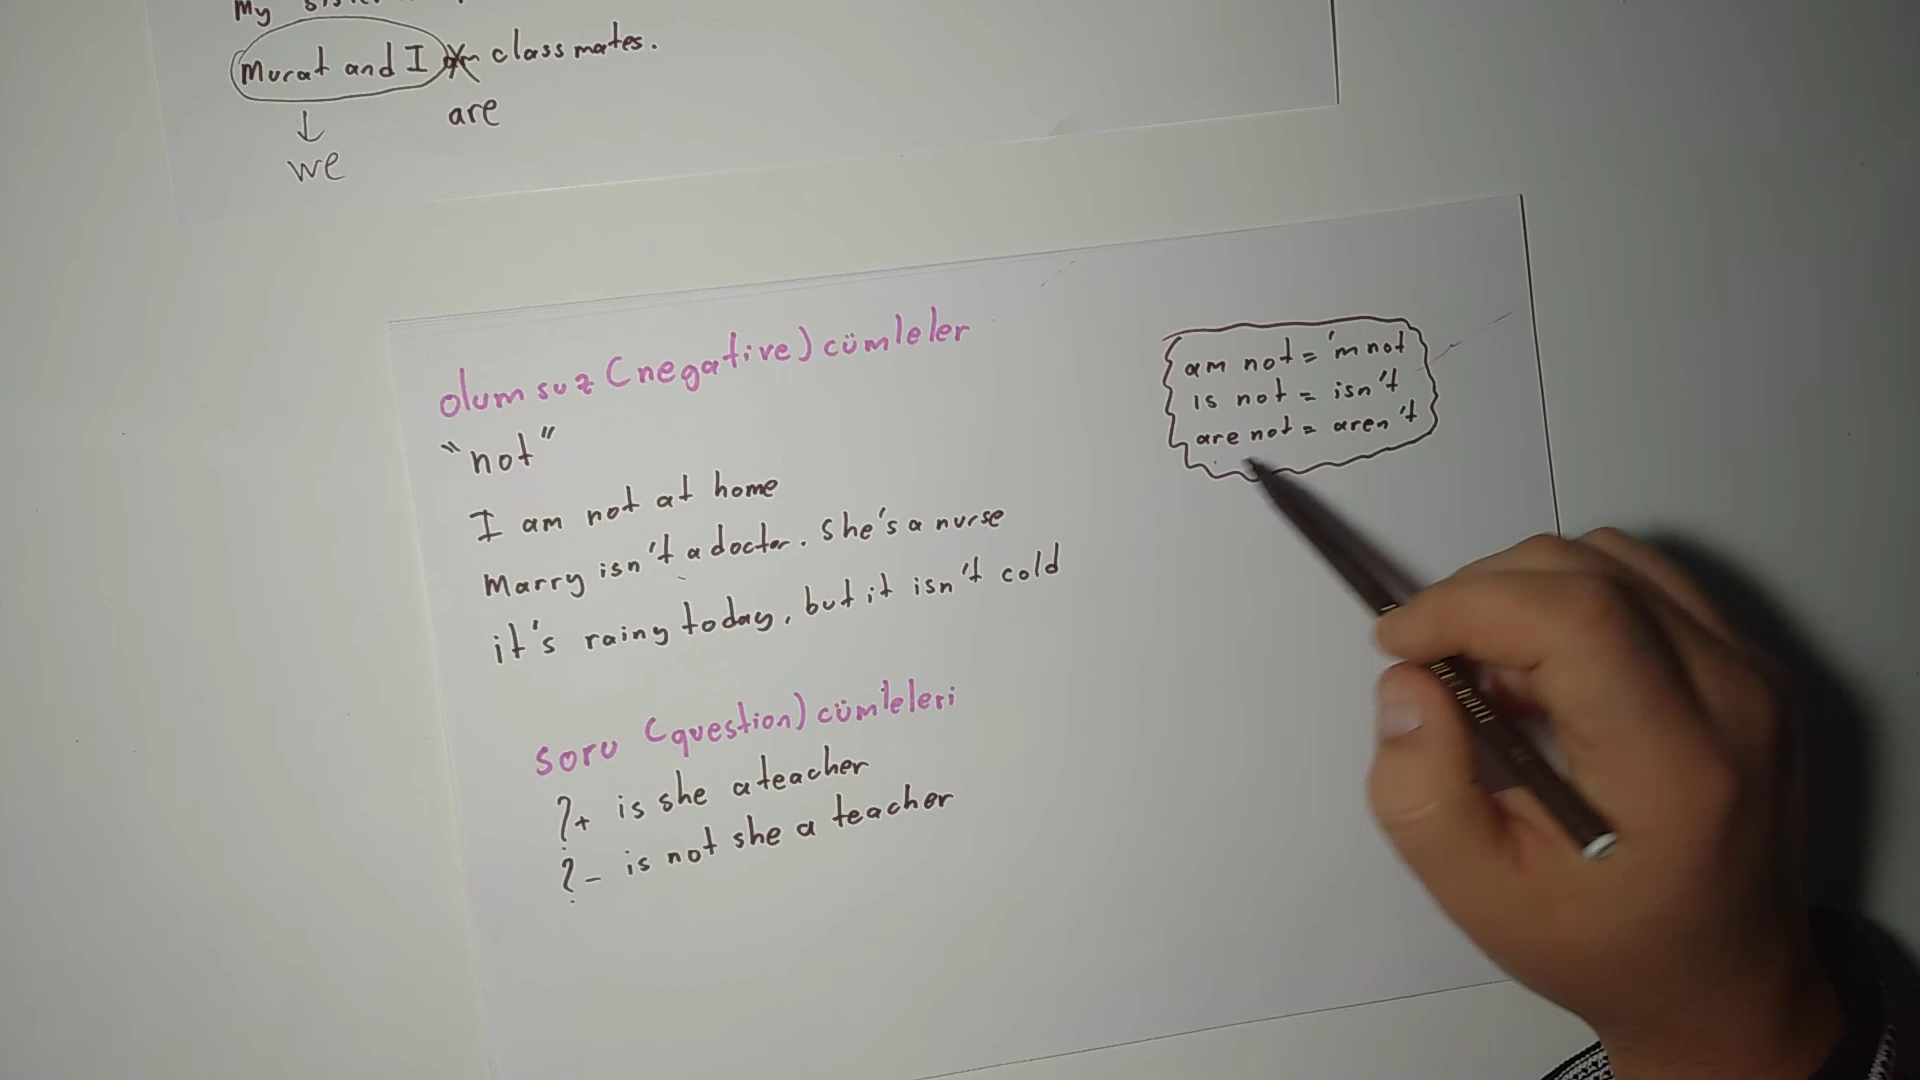 My
Murat and I am classmates.
are
we
olumsuz (negative) cümleler
"not"
I am not at home
Marry isn't a doctor. She's a nurse
it's rainy today, but it isn't cold
am not = 'm not
is not = isn't
are not = aren't
soru (question) cümleleri
?+ is she a teacher
?- is not she a teacher